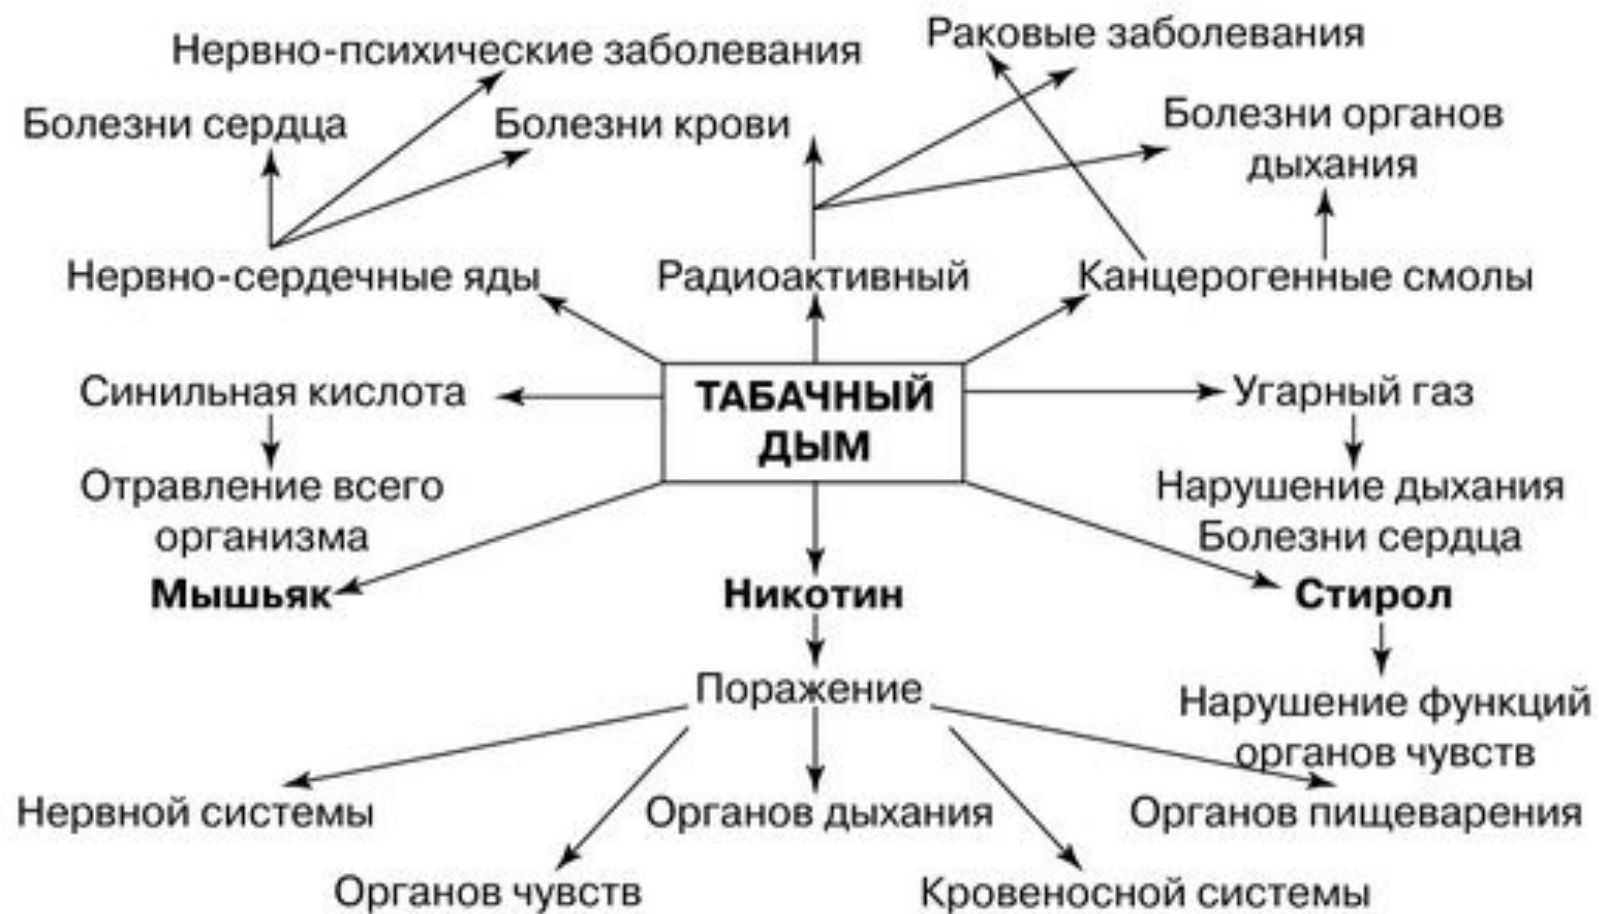 Нервно-психические заболевания
Раковые заболевания
Болезни сердца
Болезни крови
Болезни органов
дыхания
Нервно-сердечные яды
Радиоактивный
Канцерогенные смолы
Синильная кислота
ТАБАЧНЫЙ
ДЫМ
Угарный газ
Отравление всего
организма
Нарушение дыхания
Болезни сердца
Мышьяк
Никотин
Стирол
Поражение
Нарушение функций
органов чувств
Нервной системы
Органов дыхания
Органов пищеварения
Органов чувств
Кровеносной системы